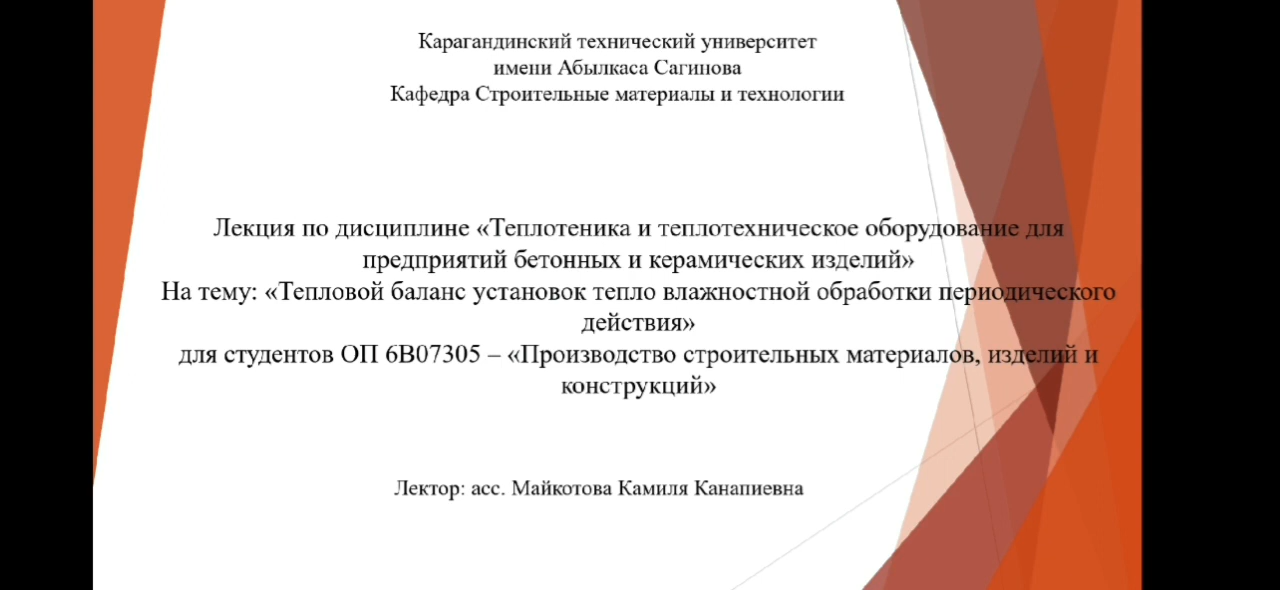 Карагандинский технический университет
имени Абылкаса Сагинова
Кафедра Строительные материалы и технологии
Лекция по дисциплине «Теплотеника и теплотехническое оборудование для
предприятий бетонных и керамических изделий»
На тему: «Тепловой баланс установок тепло влажностной обработки периодического
действия»
для студентов ОП 6В07305 – «Производство строительных материалов, изделий и
конструкций»
Лектор: асс. Майкотова Камиля Канапиевна